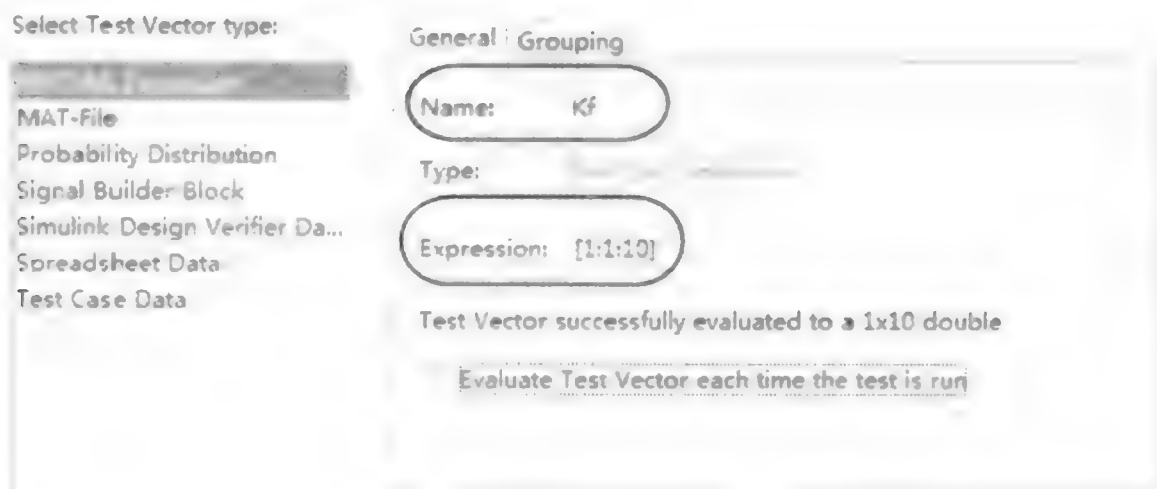 Select Test Vector type:
MAT-File
Probability Distribution
Signal Builder Block
Simulink Design Verifier Da...
Spreadsheet Data
Test Case Data
General Grouping
Name: Kf
Type:
Expression: [1:1:10]
Test Vector successfully evaluated to a 1x10 double
Evaluate Test Vector each time the test is run